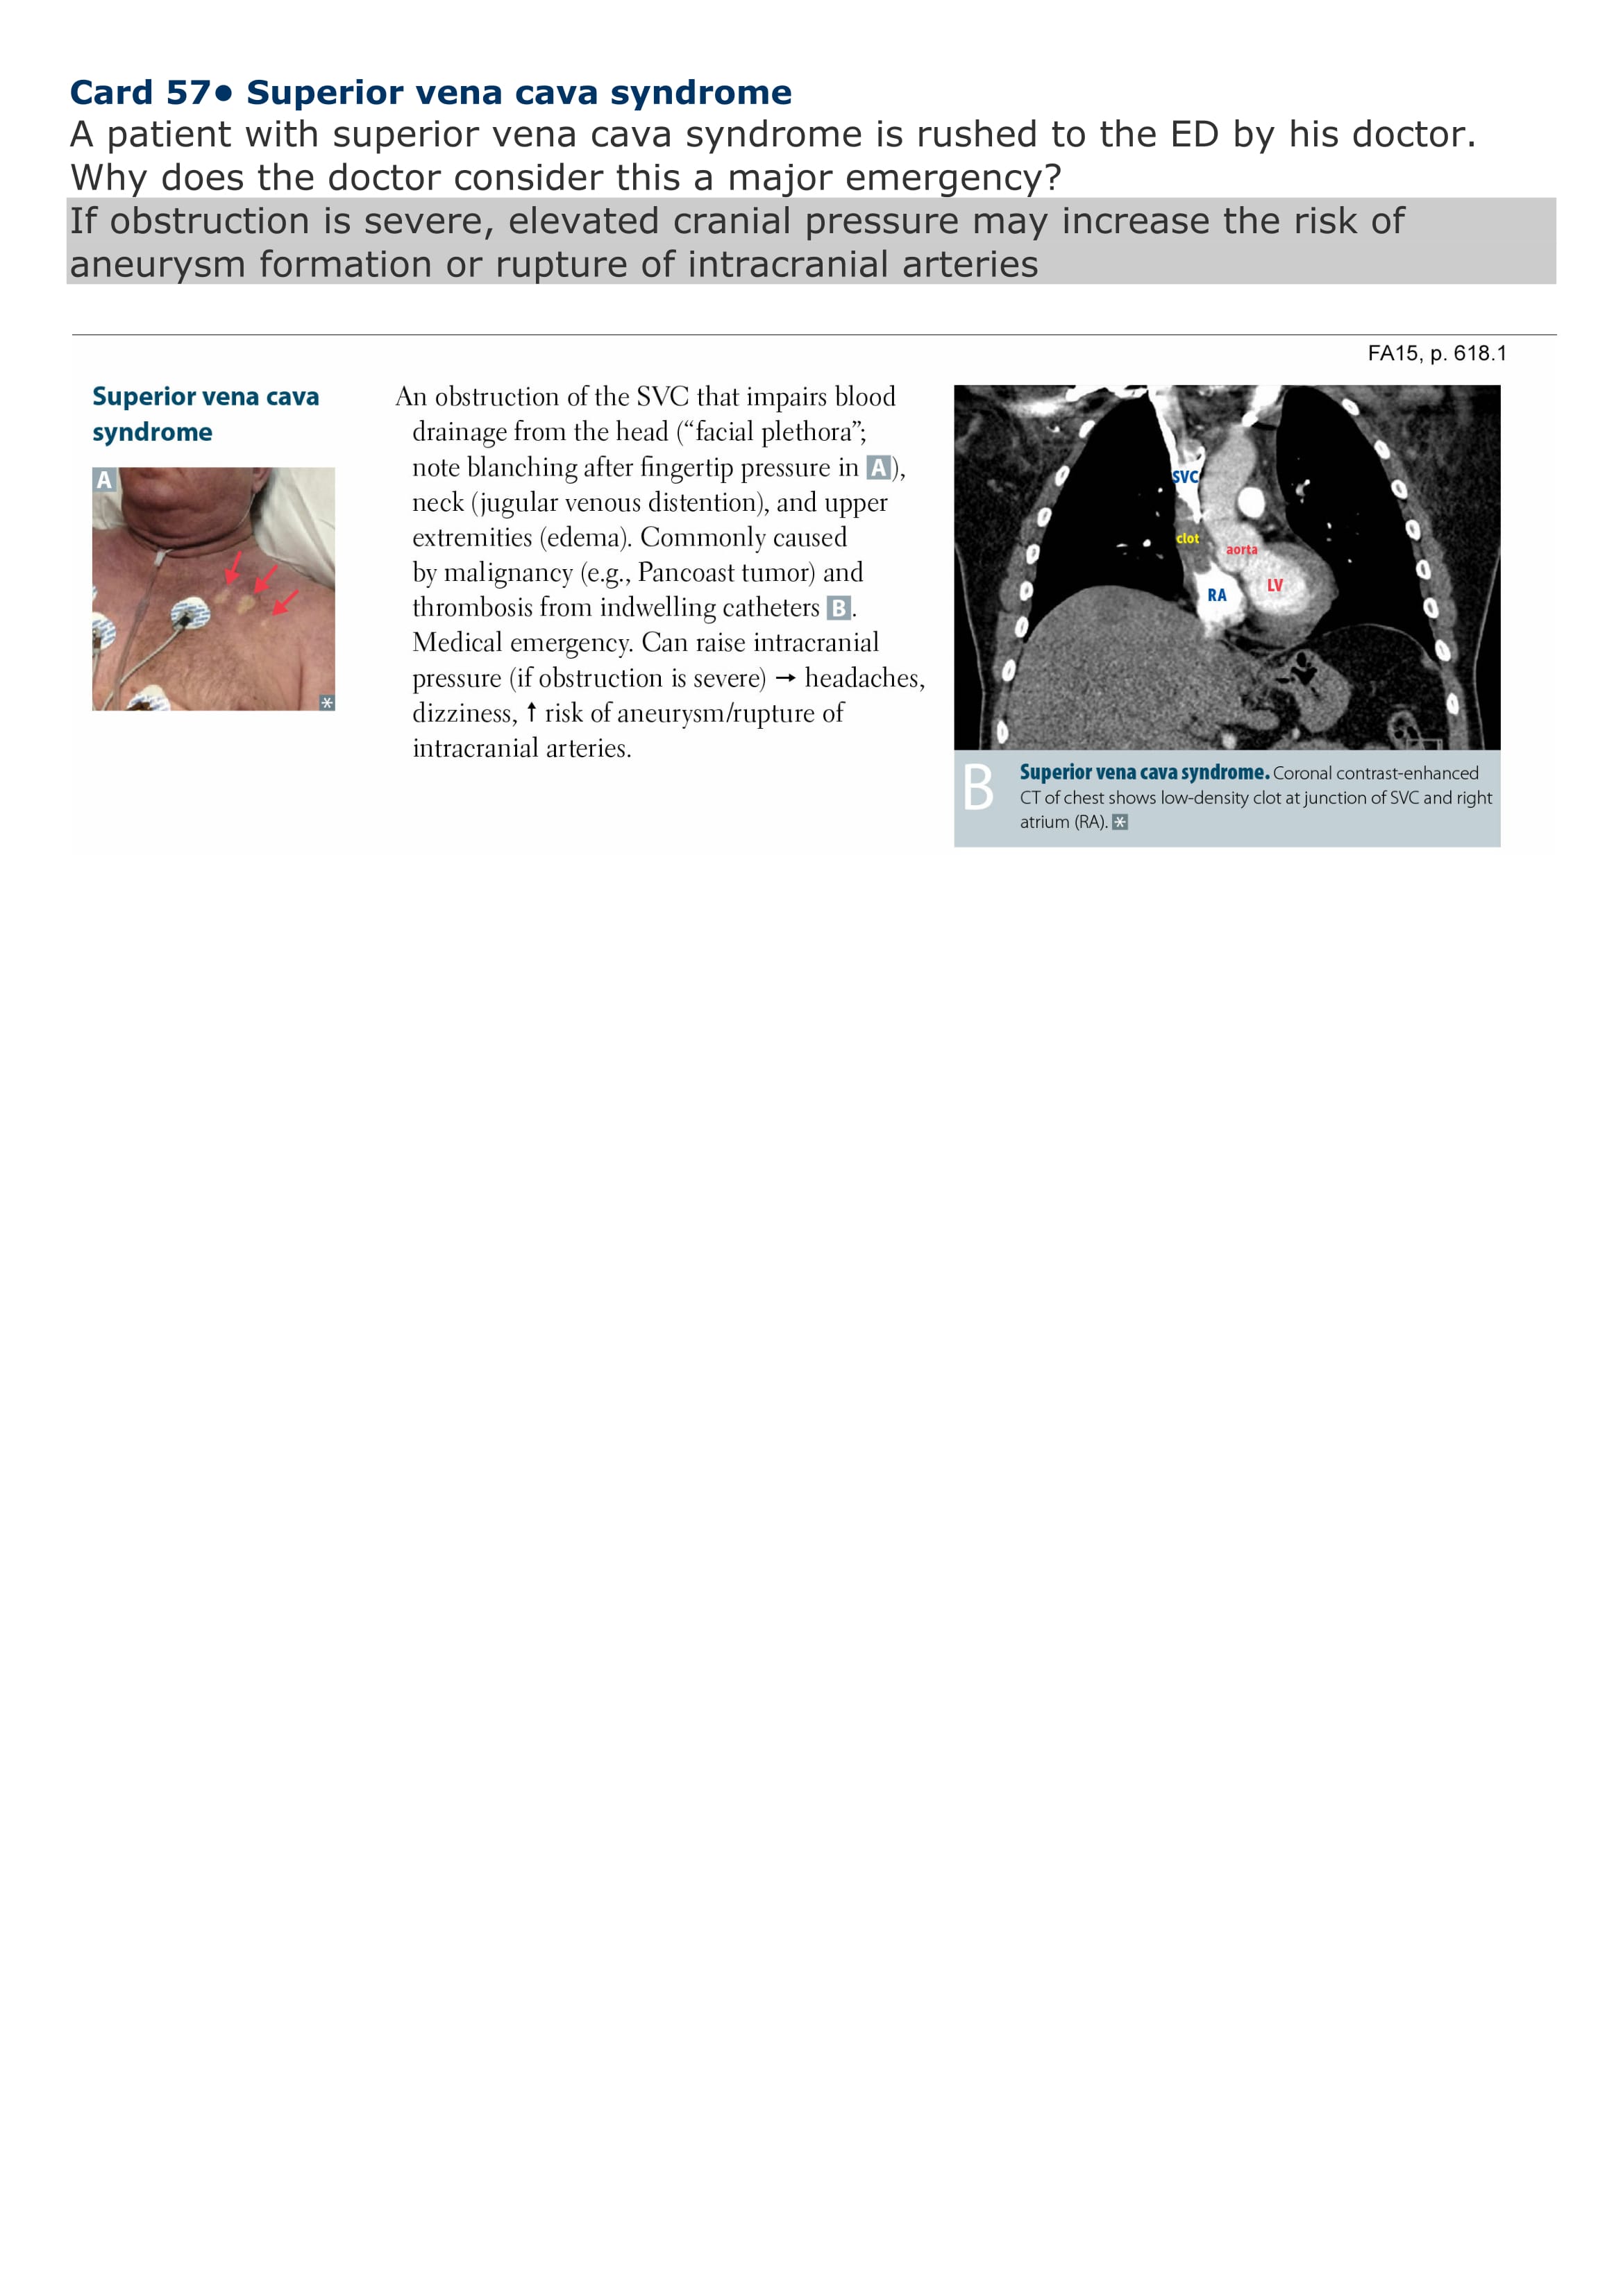 Card 57• Superior vena cava syndrome
A patient with superior vena cava syndrome is rushed to the ED by his doctor.
Why does the doctor consider this a major emergency?
If obstruction is severe, elevated cranial pressure may increase the risk of
aneurysm formation or rupture of intracranial arteries
FA15, p. 618.1
Superior vena cava
syndrome
A
*
An obstruction of the SVC that impairs blood
drainage from the head (“facial plethora”;
note blanching after fingertip pressure in A),
neck (jugular venous distention), and upper
extremities (edema). Commonly caused
by malignancy (e.g., Pancoast tumor) and
thrombosis from indwelling catheters B.
Medical emergency. Can raise intracranial
pressure (if obstruction is severe) → headaches,
dizziness, ↑ risk of aneurysm/rupture of
intracranial arteries.
SVC
clot
aorta
LV
RA
B
Superior vena cava syndrome. Coronal contrast-enhanced
CT of chest shows low-density clot at junction of SVC and right
atrium (RA). *